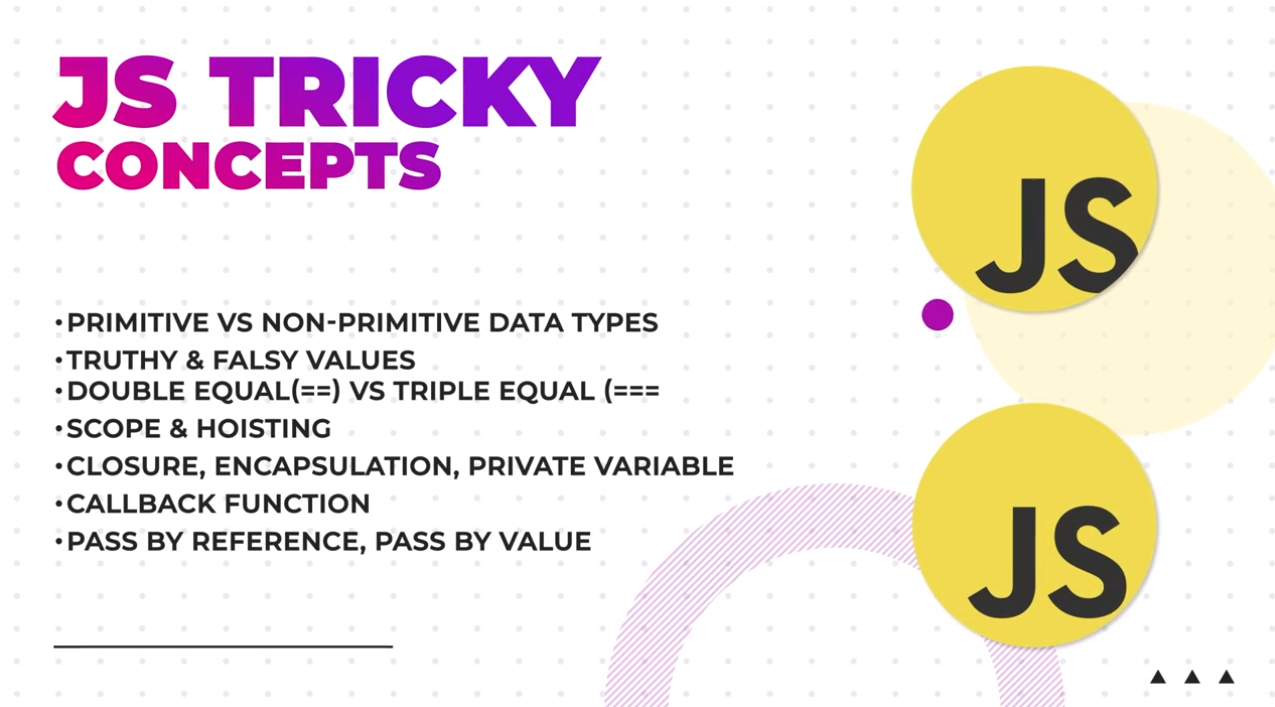 JS TRICKY
CONCEPTS
•PRIMITIVE VS NON-PRIMITIVE DATA TYPES
•TRUTHY & FALSY VALUES
•DOUBLE EQUAL(==) VS TRIPLE EQUAL (===
•SCOPE & HOISTING
•CLOSURE, ENCAPSULATION, PRIVATE VARIABLE
•CALLBACK FUNCTION
•PASS BY REFERENCE, PASS BY VALUE
JS
JS